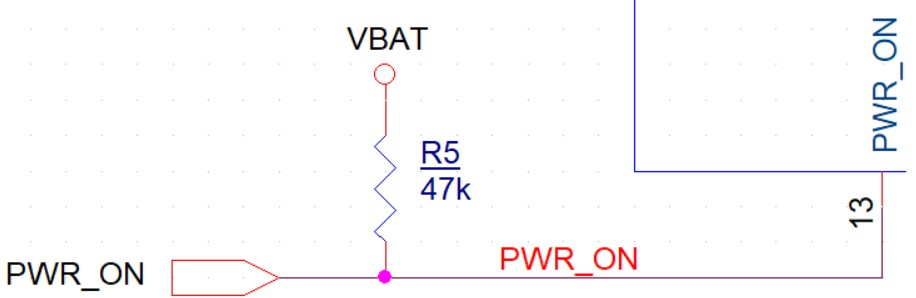 VBAT
PWR_ON
R5
47k
13
PWR_ON
PWR_ON